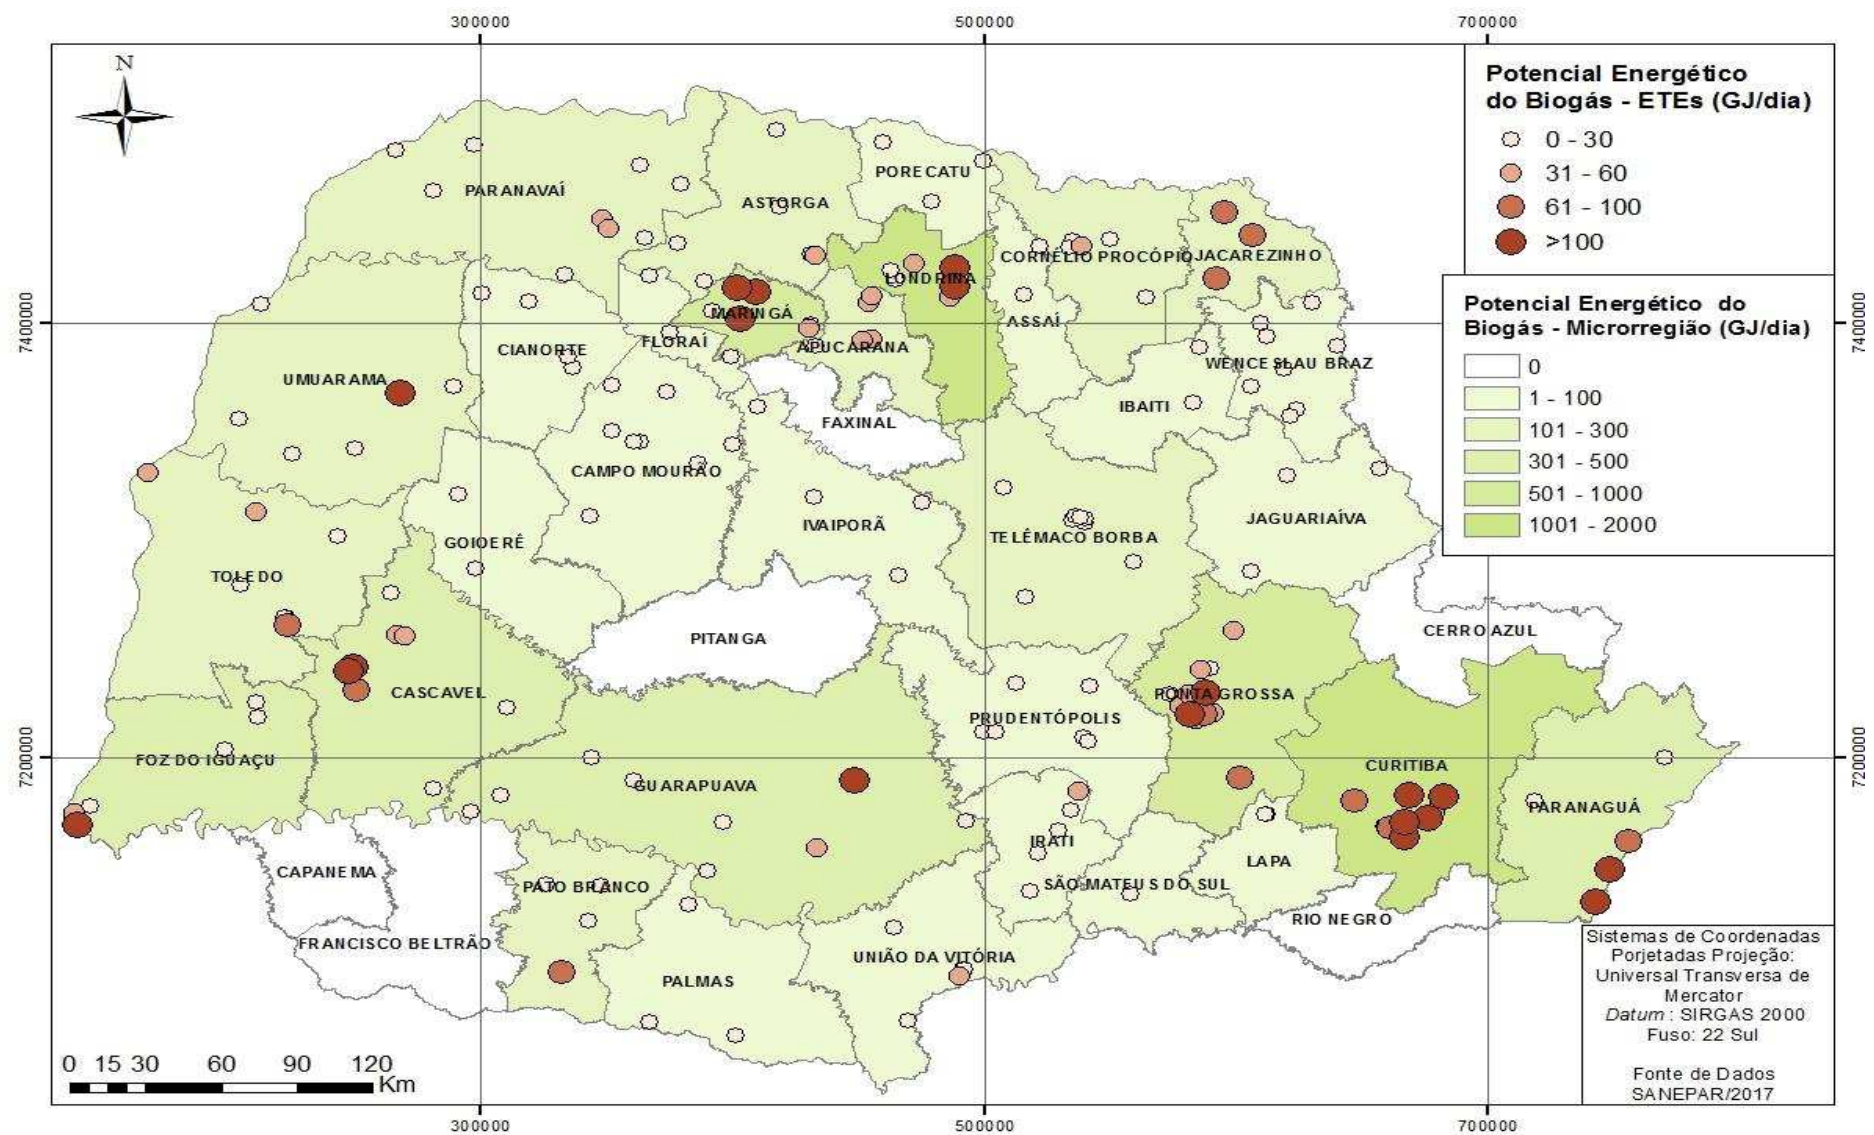 300000
500000
700000
N
Potencial Energético
do Biogás - ETEs (GJ/dia)
0 - 30
31 - 60
61 - 100
>100
Potencial Energético do
Biogás - Microrregião (GJ/dia)
0
1 - 100
101 - 300
301 - 500
501 - 1000
1001 - 2000
7400000
7400000
7200000
7200000
PORECATU
PARANAVAÍ
ASTORGA
CORNÉLIO PROCÓPIO
JACAREZINHO
LONDRINA
MARINGÁ
ASSAÍ
FLORAÍ
APUCARANA
CIANORTE
WENCESLAU BRAZ
UMUARAMA
IBAITI
FAXINAL
CAMPO MOURÃO
IVAIPORÃ
JAGUARIAÍVA
TELÊMACO BORBA
GOIOERÊ
TOLEDO
PITANGA
CERRO AZUL
CASCAVEL
PONTA GROSSA
PRUDENTÓPOLIS
FOZ DO IGUAÇU
CURITIBA
GUARAPUAVA
PARANAGUÁ
IRATI
LAPA
CAPANEMA
PATO BRANCO
SÃO MATEUS DO SUL
RIO NEGRO
FRANCISCO BELTRÃO
UNIÃO DA VITÓRIA
PALMAS
Sistemas de Coordenadas
Porjetadas Projeção:
Universal Transversa de
Mercator
Datum : SIRGAS 2000
Fuso: 22 Sul
Fonte de Dados
SANEPAR/2017
0 15 30 60 90 120
Km
300000
500000
700000